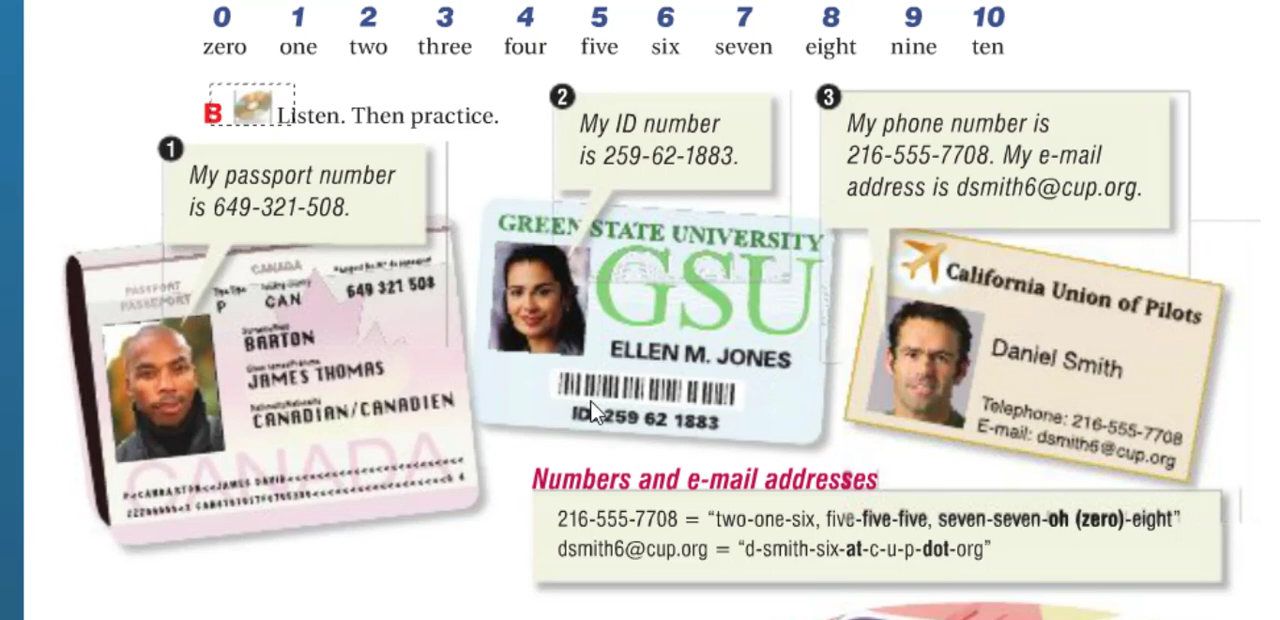 0 1 2 3 4 5 6 7 8 9 10
zero one two three four five six seven eight nine ten
B Listen. Then practice.
1
My passport number
is 649-321-508.
2
My ID number
is 259-62-1883.
3
My phone number is
216-555-7708. My e-mail
address is dsmith6@cup.org.
PASSPORT
PASSEPORT
CANADA
P
CAN
649 321 508
BARTON
JAMES THOMAS
CANADIAN/CANADIEN
CANADA
GREEN STATE UNIVERSITY
GSU
ELLEN M. JONES
ID: 259 62 1883
California Union of Pilots
Daniel Smith
Telephone: 216-555-7708
E-mail: dsmith6@cup.org
Numbers and e-mail addresses
216-555-7708 = “two-one-six, five-five-five, seven-seven-oh (zero)-eight”
dsmith6@cup.org = “d-smith-six-at-c-u-p-dot-org”